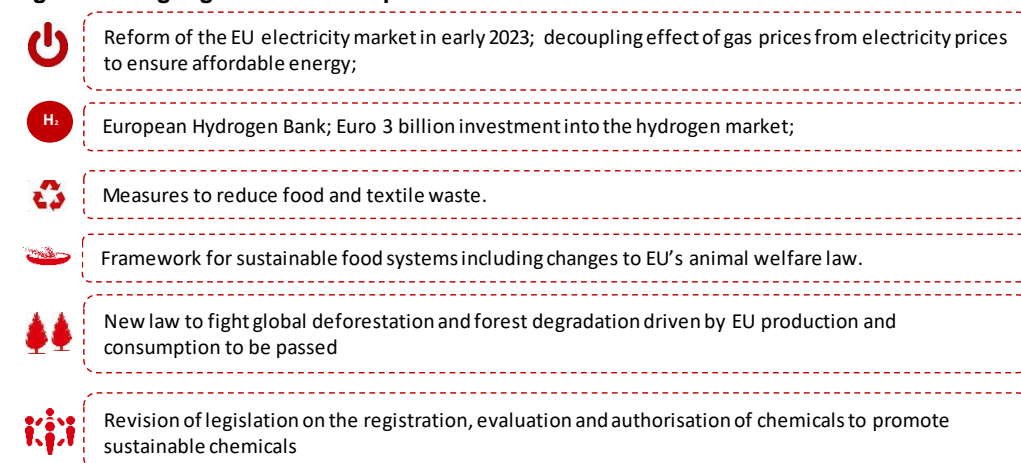 Reform of the EU electricity market in early 2023; decoupling effect of gas prices from electricity prices
to ensure affordable energy;
H₂
European Hydrogen Bank; Euro 3 billion investment into the hydrogen market;
Measures to reduce food and textile waste.
Framework for sustainable food systems including changes to EU's animal welfare law.
New law to fight global deforestation and forest degradation driven by EU production and
consumption to be passed
Revision of legislation on the registration, evaluation and authorisation of chemicals to promote
sustainable chemicals